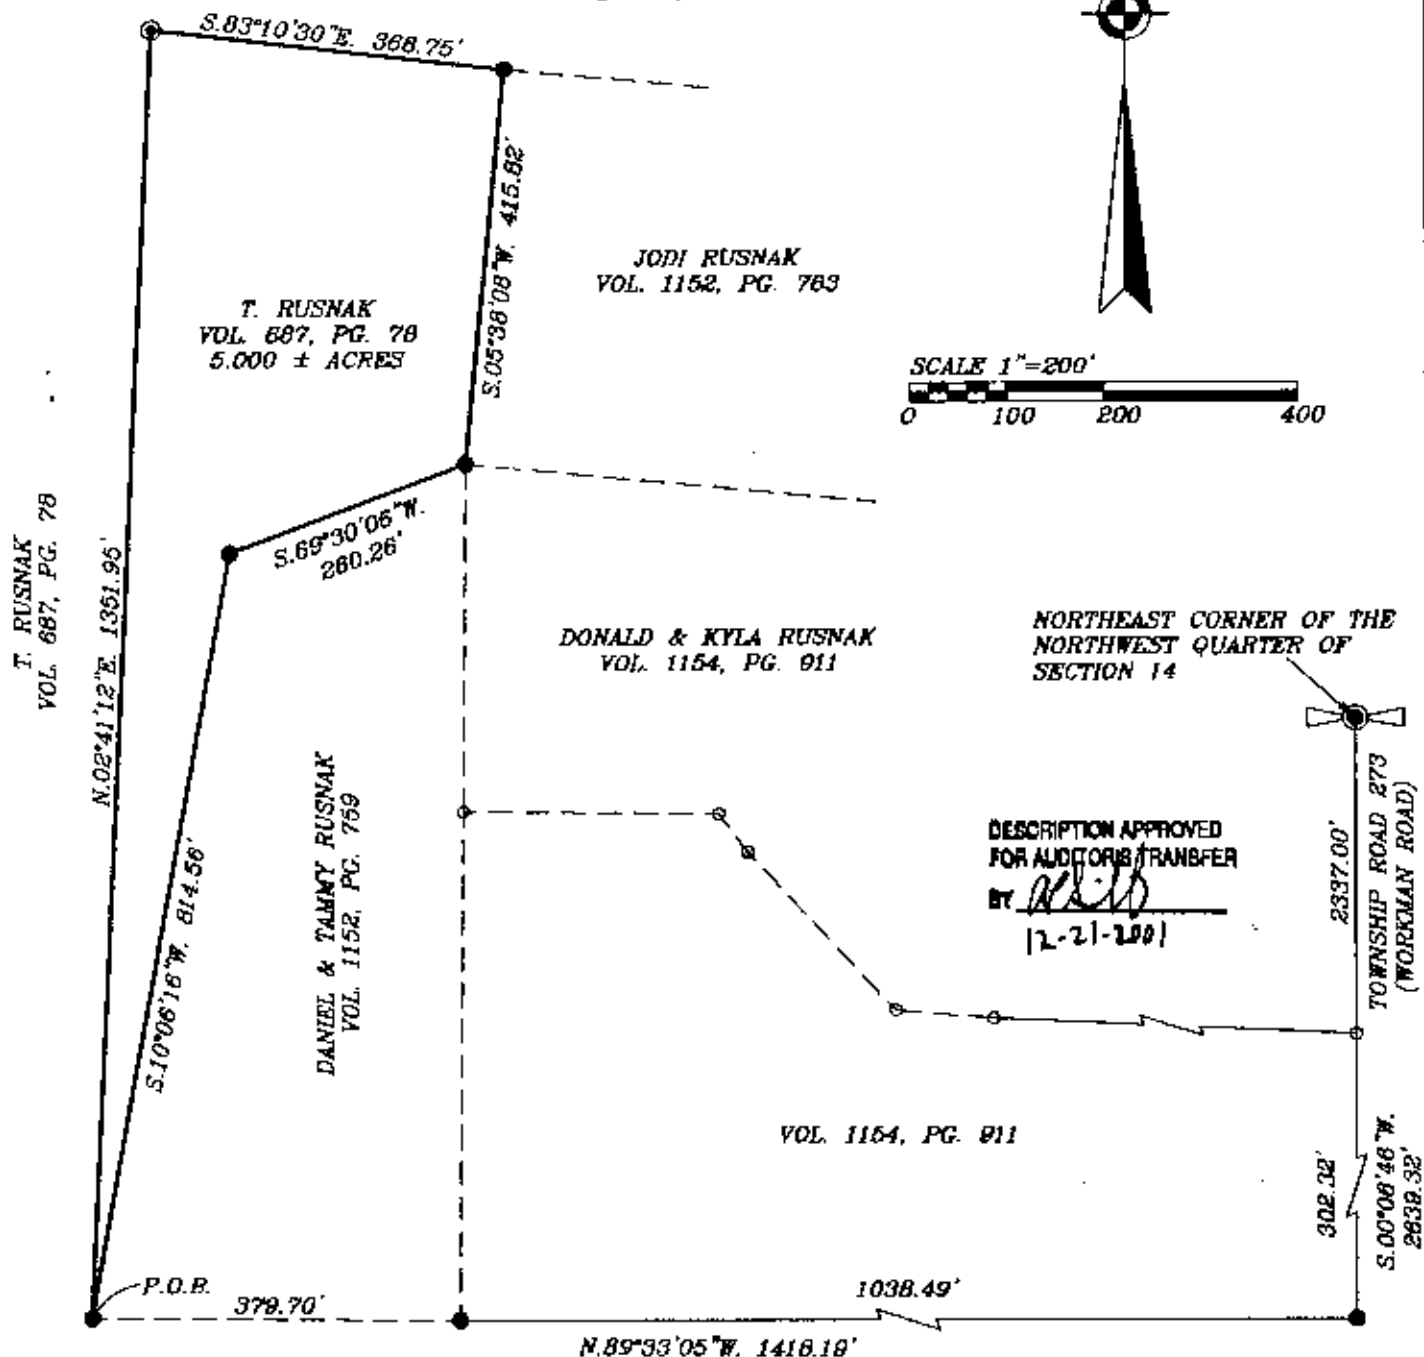 S.83°10'30"E. 368.75'
S.05°38'08"W. 415.82'
JODI RUSNAK
VOL. 1152, PG. 763
T. RUSNAK
VOL. 687, PG. 78
5.000 ± ACRES
SCALE 1"=200'
0 100 200 400
T. RUSNAK
VOL. 687, PG. 78
N.02°41'12"E. 1351.95'
S.69°30'06"W.
260.26'
DONALD & KYLA RUSNAK
VOL. 1154, PG. 911
NORTHEAST CORNER OF THE
NORTHWEST QUARTER OF
SECTION 14
S.10°06'16"W. 814.56'
DANIEL & TAMMY RUSNAK
VOL. 1152, PG. 759
DESCRIPTION APPROVED
FOR AUDITORIS TRANSFER
BY
12-21-2001
2337.00'
TOWNSHIP ROAD 273
(WORKMAN ROAD)
VOL. 1154, PG. 911
302.32'
S.00°08'46"W.
2639.32'
P.O.B.
379.70'
1038.49'
N.89°33'05"W. 1418.19'